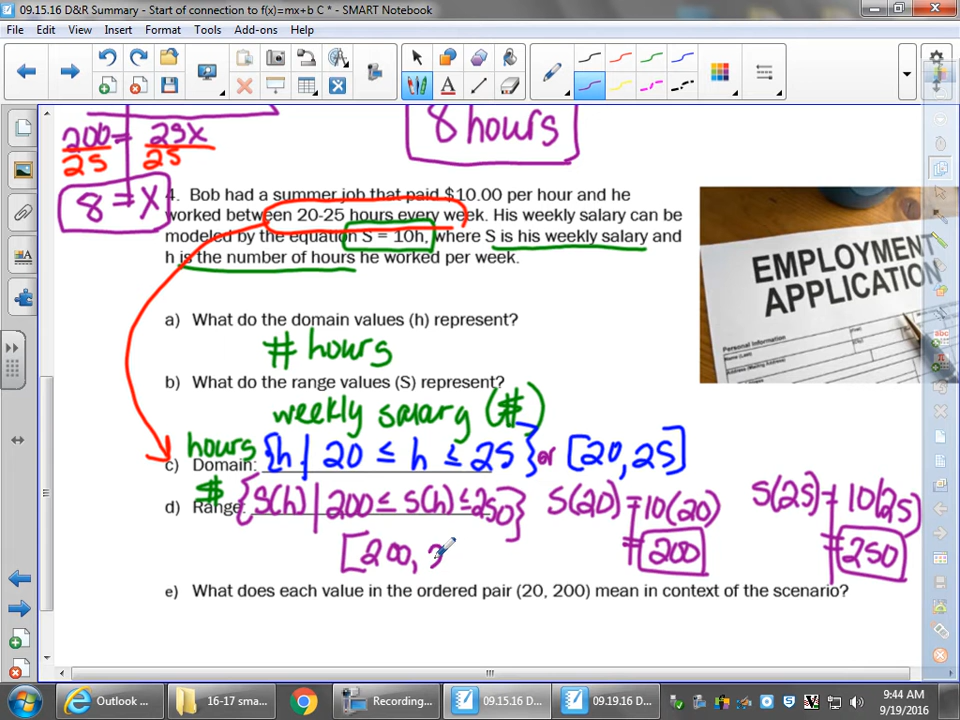 09.15.16 D&R Summary - Start of connection to f(x)=mx+b C * - SMART Notebook
File Edit View Insert Format Tools Add-ons Help
200 = 25x
25 25
8 = X
8 hours
4. Bob had a summer job that paid $10.00 per hour and he
worked between 20-25 hours every week. His weekly salary can be
modeled by the equation S = 10h, where S is his weekly salary and
h is the number of hours he worked per week.
EMPLOYMENT
APPLICATION
Personal Information
a) What do the domain values (h) represent?
# hours
b) What do the range values (S) represent?
weekly salary ($)
hours
c) Domain: {h | 20 ≤ h ≤ 25} or [20, 25]
$
d) Range: {S(h) | 200 ≤ S(h) ≤ 250} S(20) = 10(20) S(25) = 10(25)
[200, 2 = 200 = 250
e) What does each value in the ordered pair (20, 200) mean in context of the scenario?
Outlook ... 16-17 sma... Recording... 09.15.16 D... 09.19.16 D...
9:44 AM
9/19/2016